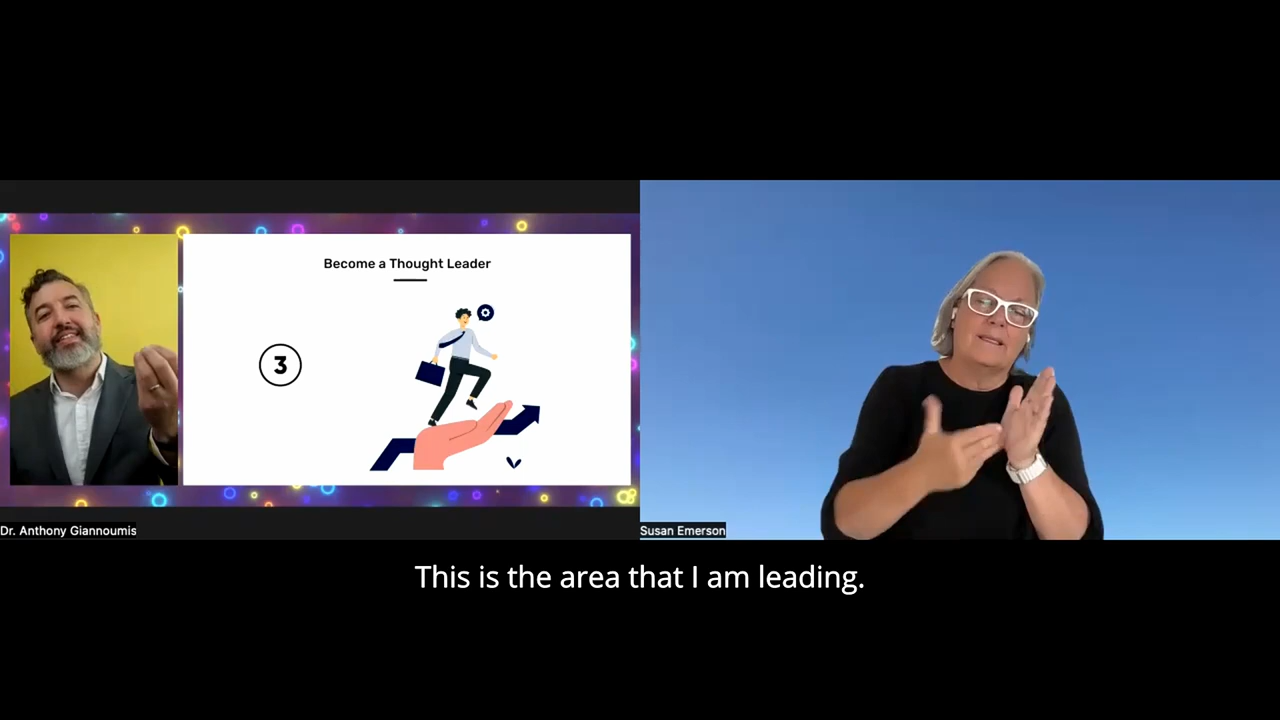 Become a Thought Leader
3
Dr. Anthony Giannoumis
Susan Emerson
This is the area that I am leading.